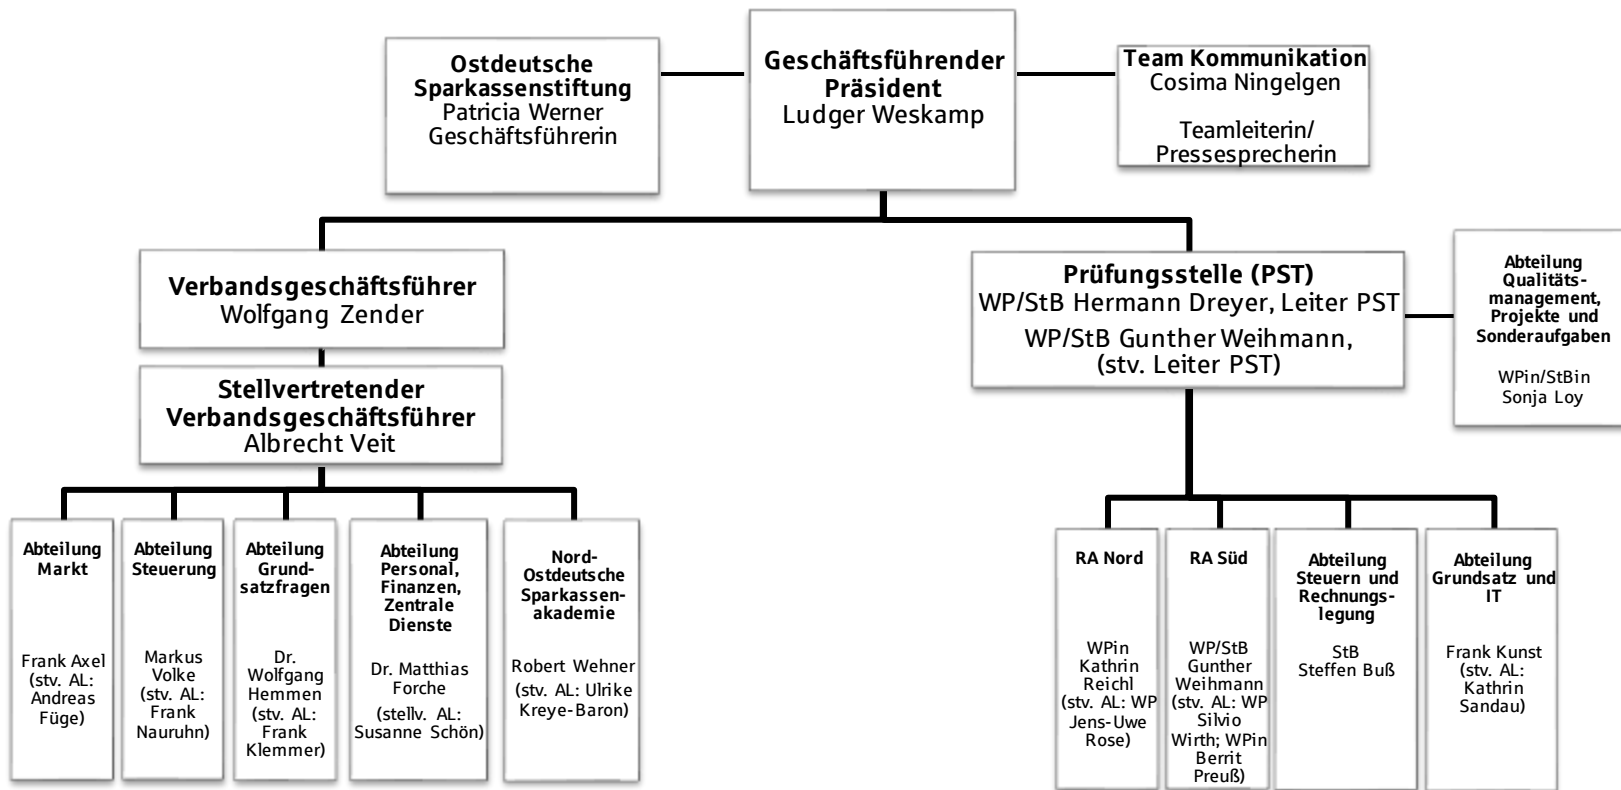 Ostdeutsche
Sparkassenstiftung
Patricia Werner
Geschäftsführerin
Geschäftsführender
Präsident
Ludger Weskamp
Team Kommunikation
Cosima Ningelgen
Teamleiterin/
Pressesprecherin
Verbandsgeschäftsführer
Wolfgang Zender
Stellvertretender
Verbandsgeschäftsführer
Albrecht Veit
Prüfungsstelle (PST)
WP/StB Hermann Dreyer, Leiter PST
WP/StB Gunther Weihmann,
(stv. Leiter PST)
Abteilung
Qualitäts-
management,
Projekte und
Sonderaufgaben
WPin/StBin
Sonja Loy
Abteilung
Markt
Frank Axel
(stv. AL:
Andreas
Füge)
Abteilung
Steuerung
Markus
Volke
(stv. AL:
Frank
Nauruhn)
Abteilung
Grund-
satzfragen
Dr.
Wolfgang
Hemmen
(stv. AL:
Frank
Klemmer)
Abteilung
Personal,
Finanzen,
Zentrale
Dienste
Dr. Matthias
Forche
(stellv. AL:
Susanne Schön)
Nord-
Ostdeutsche
Sparkassen-
akademie
Robert Wehner
(stv. AL: Ulrike
Kreye-Baron)
RA Nord
WPin
Kathrin
Reichl
(stv. AL: WP
Jens-Uwe
Rose)
RA Süd
WP/StB
Gunther
Weihmann
(stv. AL: WP
Silvio
Wirth; WPin
Berrit
Preuß)
Abteilung
Steuern und
Rechnungs-
legung
StB
Steffen Buß
Abteilung
Grundsatz und
IT
Frank Kunst
(stv. AL:
Kathrin
Sandau)